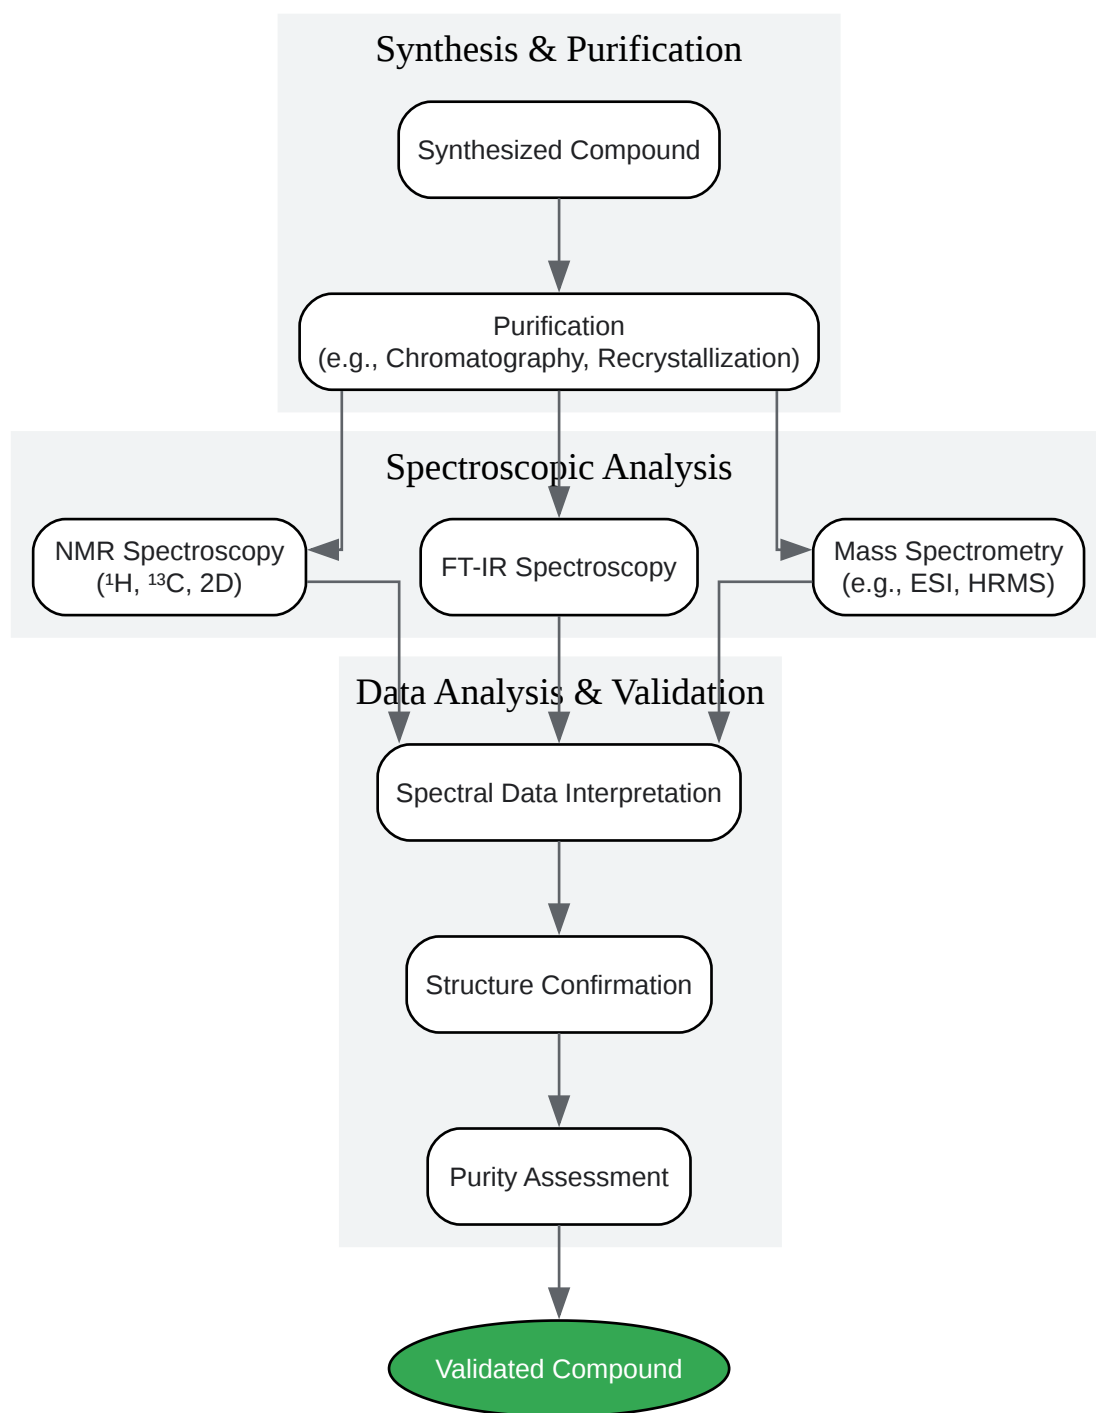 Synthesis & Purification
Synthesized Compound
Purification
(e.g., Chromatography, Recrystallization)
Spectroscopic Analysis
NMR Spectroscopy
(¹H, ¹³C, 2D)
FT-IR Spectroscopy
Mass Spectrometry
(e.g., ESI, HRMS)
Data Analysis & Validation
Spectral Data Interpretation
Structure Confirmation
Purity Assessment
Validated Compound